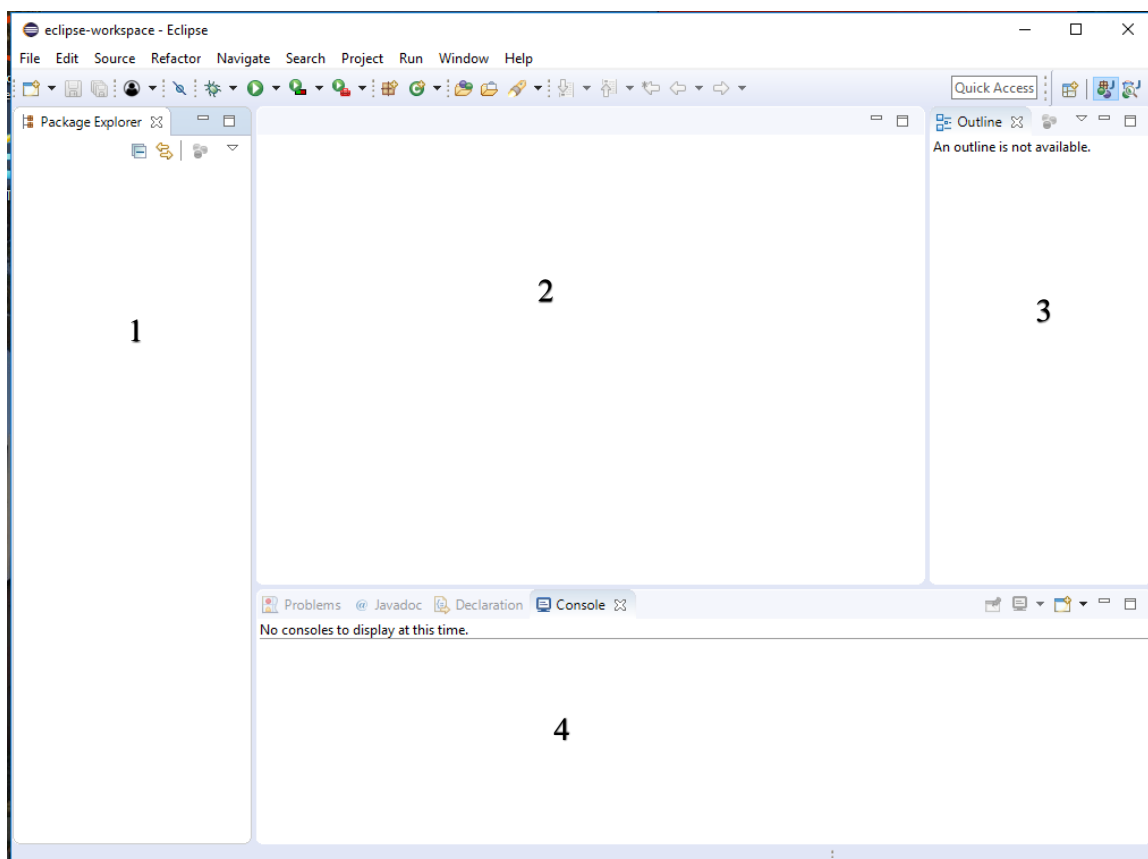 eclipse-workspace - Eclipse
File Edit Source Refactor Navigate Search Project Run Window Help
Quick Access
Package Explorer
Outline
An outline is not available.
1
2
3
Problems @ Javadoc Declaration Console
No consoles to display at this time.
4